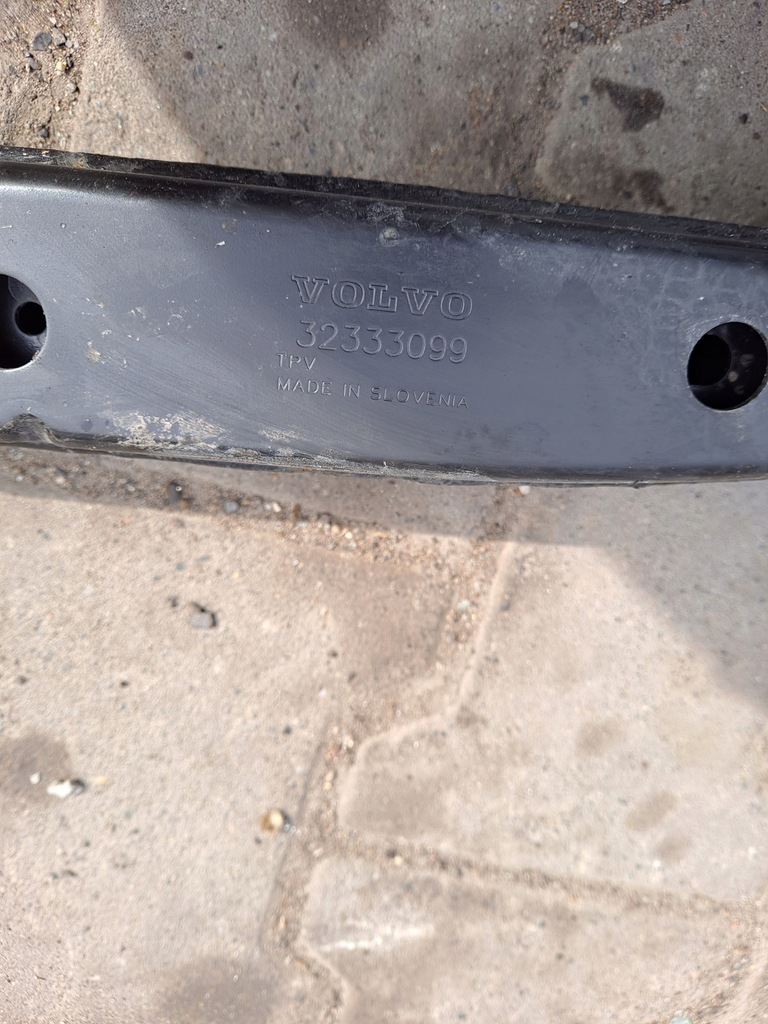 VOLVO
32333099
TPV
MADE IN SLOVENIA